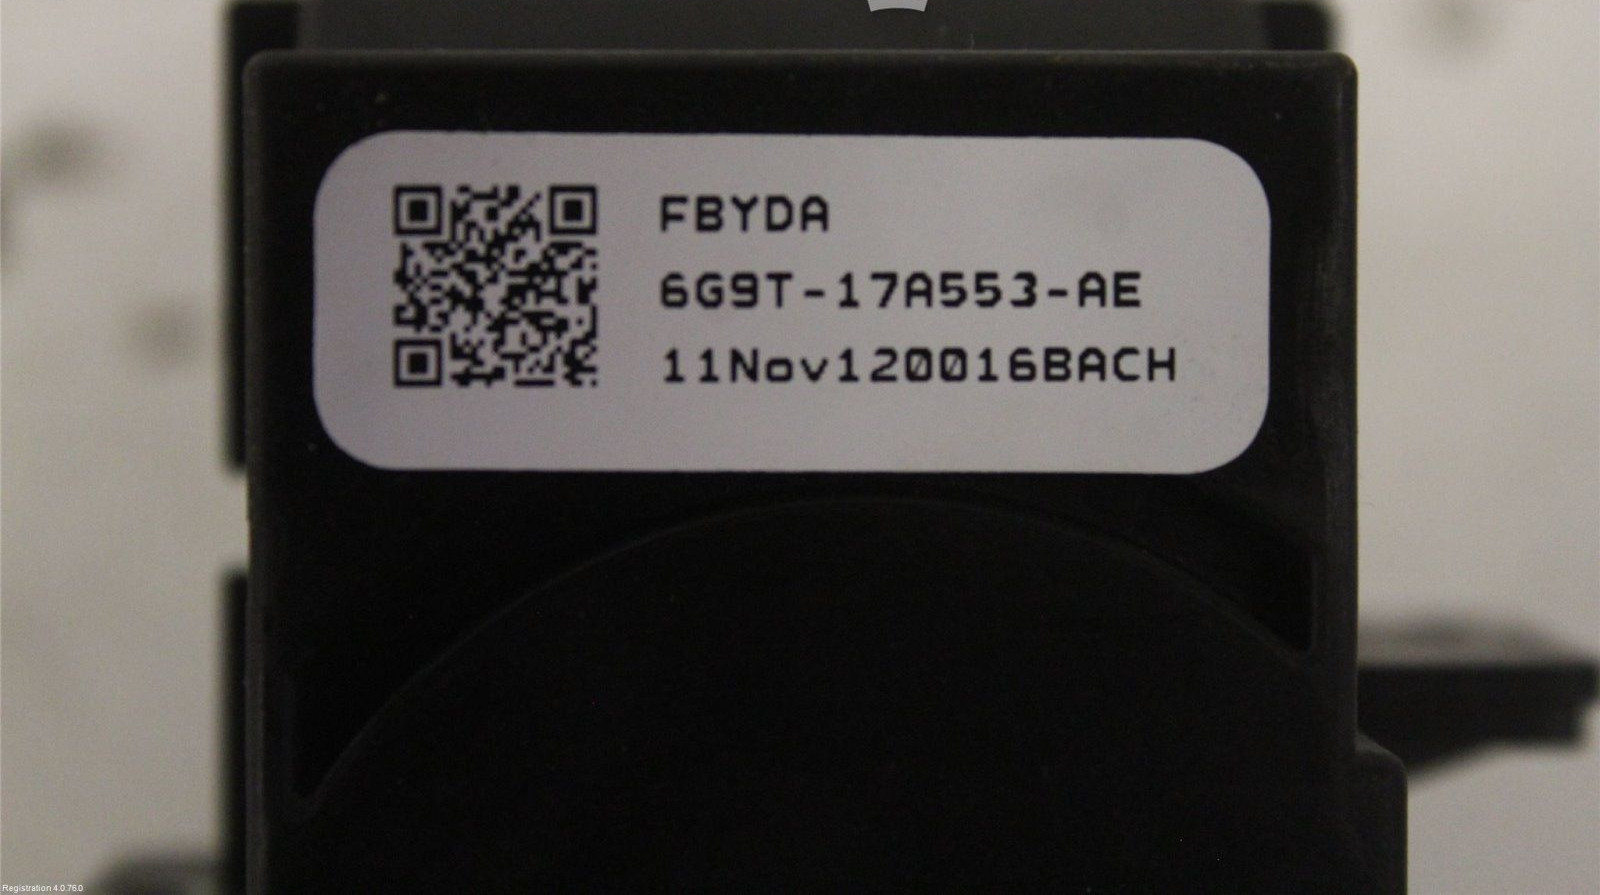 FBYDA
6G9T-17A553-AE
11Nov120016BACH
Registration 4.0.76.0